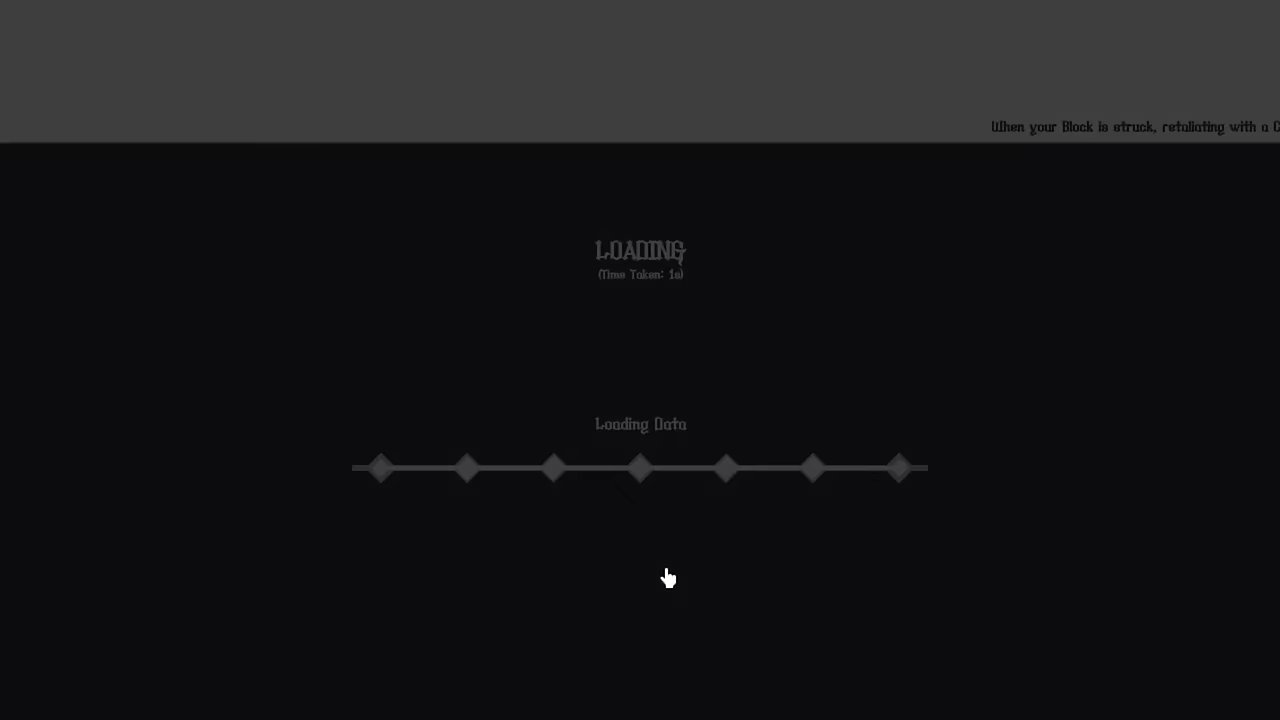 When your Block is struck, retaliating with a
LOADING
(Time Taken: 1s)
Loading Data